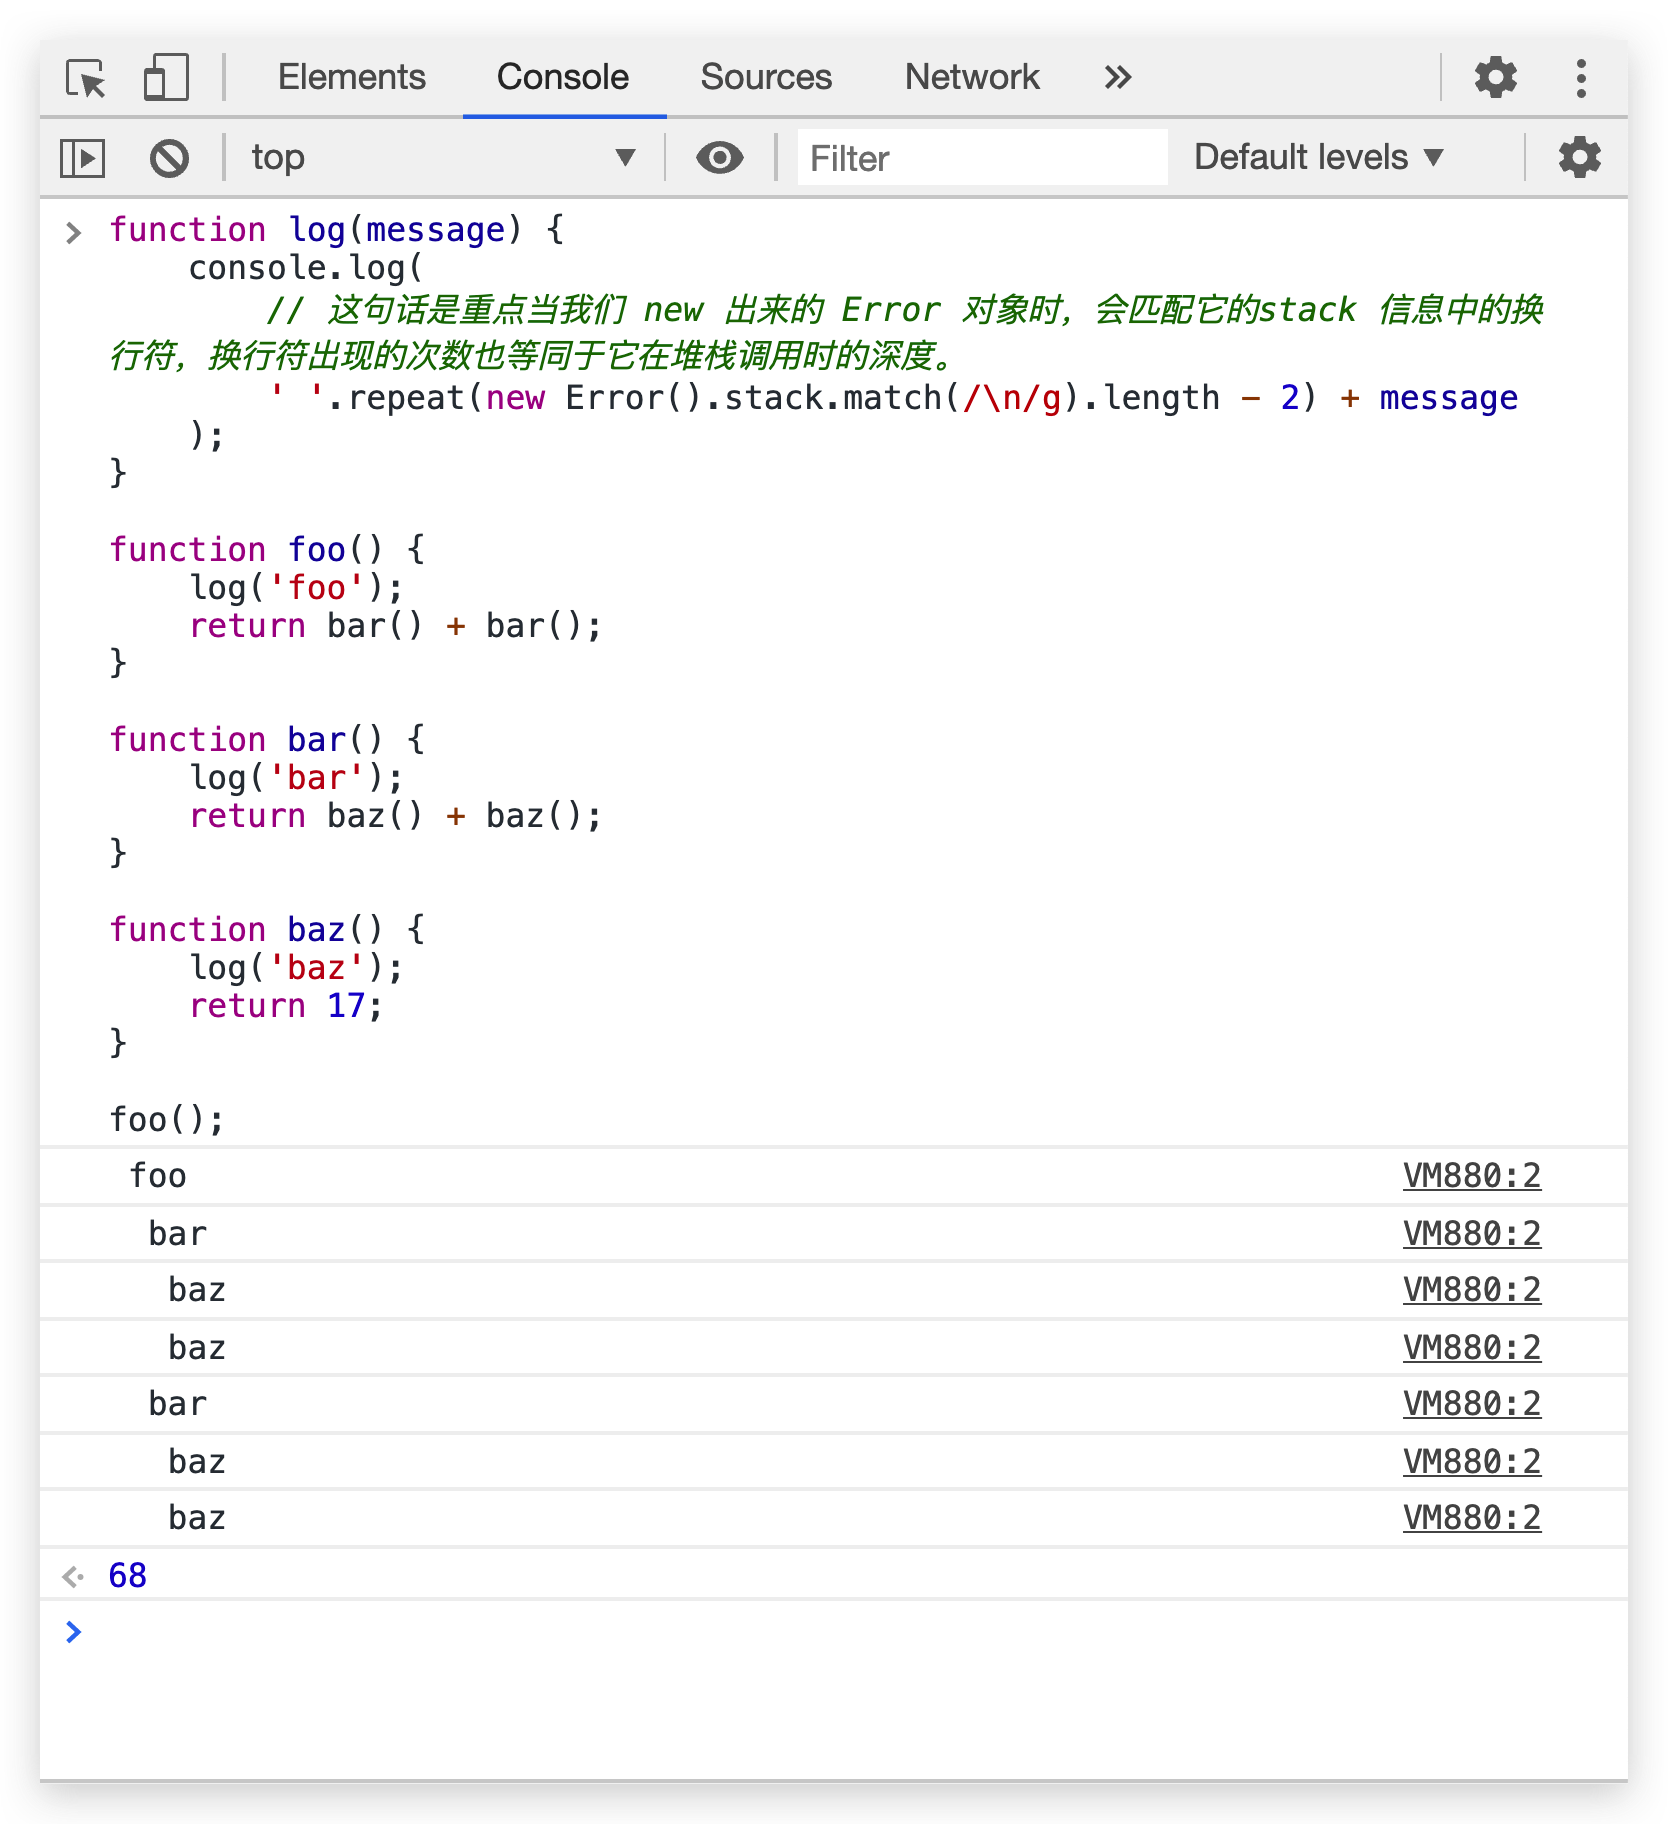 Elements Console Sources Network
top Filter Default levels
function log(message) {
    console.log(
        // 这句话是重点当我们 new 出来的 Error 对象时，会匹配它的stack 信息中的换
行符，换行符出现的次数也等同于它在堆栈调用时的深度。
        ' '.repeat(new Error().stack.match(/\n/g).length - 2) + message
    );
}
function foo() {
    log('foo');
    return bar() + bar();
}
function bar() {
    log('bar');
    return baz() + baz();
}
function baz() {
    log('baz');
    return 17;
}
foo();
foo VM880:2
bar VM880:2
baz VM880:2
baz VM880:2
bar VM880:2
baz VM880:2
baz VM880:2
68